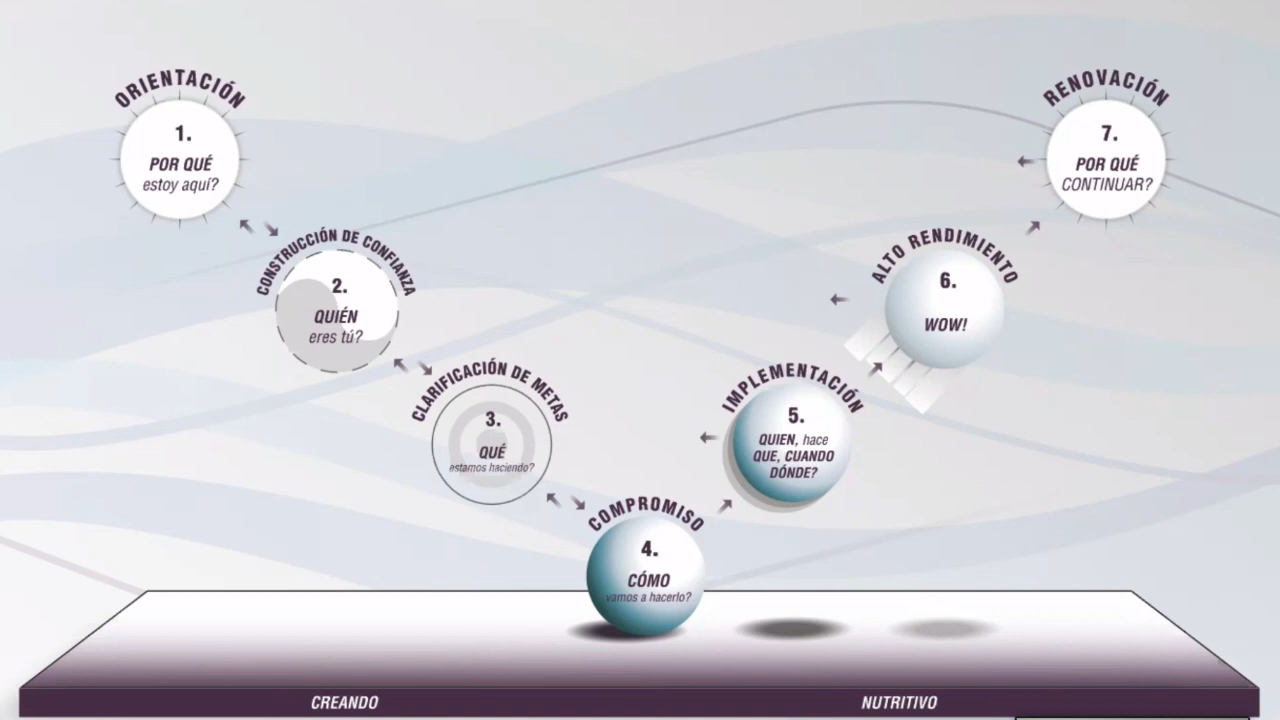 ORIENTACIÓN
1.
POR QUÉ
estoy aquí?
CONSTRUCCIÓN DE CONFIANZA
2.
QUIÉN
eres tú?
CLARIFICACIÓN DE METAS
3.
QUÉ
estamos haciendo?
COMPROMISO
4.
CÓMO
vamos a hacerlo?
IMPLEMENTACIÓN
5.
QUIEN, hace
QUE, CUANDO
DÓNDE?
ALTO RENDIMIENTO
6.
WOW!
RENOVACIÓN
7.
POR QUÉ
CONTINUAR?
CREANDO
NUTRITIVO